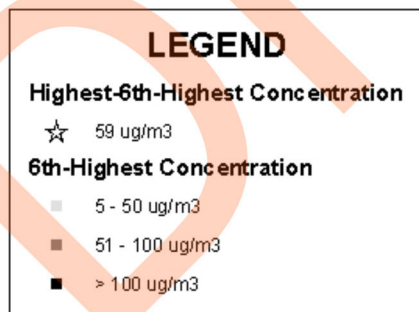 LEGEND
Highest-6th-Highest Concentration
59 ug/m3
6th-Highest Concentration
5 - 50 ug/m3
51 - 100 ug/m3
> 100 ug/m3